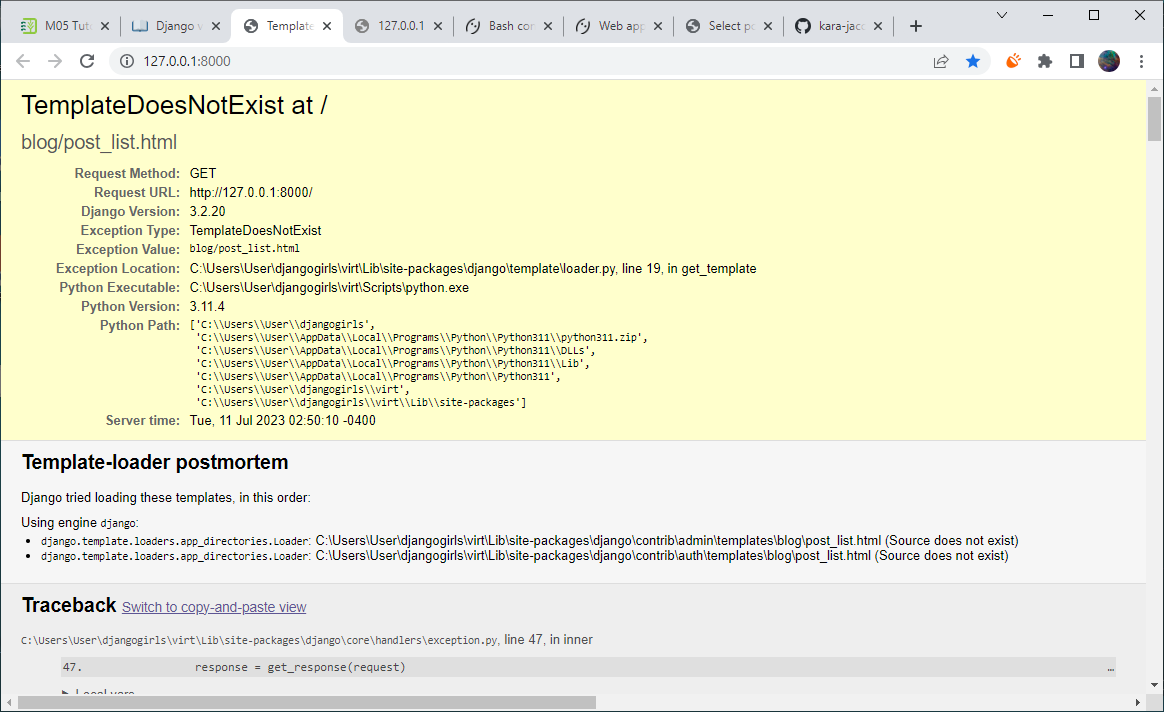 M05 Tuto
Django v
Template
127.0.0.1
Bash con
Web app
Select po
kara-jaco
127.0.0.1:8000
TemplateDoesNotExist at /
blog/post_list.html
Request Method: GET
Request URL: http://127.0.0.1:8000/
Django Version: 3.2.20
Exception Type: TemplateDoesNotExist
Exception Value: blog/post_list.html
Exception Location: C:\Users\User\djangogirls\virt\Lib\site-packages\django\template\loader.py, line 19, in get_template
Python Executable: C:\Users\User\djangogirls\virt\Scripts\python.exe
Python Version: 3.11.4
Python Path: ['C:\\Users\\User\\djangogirls',
'C:\\Users\\User\\AppData\\Local\\Programs\\Python\\Python311\\python311.zip',
'C:\\Users\\User\\AppData\\Local\\Programs\\Python\\Python311\\DLLs',
'C:\\Users\\User\\AppData\\Local\\Programs\\Python\\Python311\\Lib',
'C:\\Users\\User\\AppData\\Local\\Programs\\Python\\Python311',
'C:\\Users\\User\\djangogirls\\virt',
'C:\\Users\\User\\djangogirls\\virt\\Lib\\site-packages']
Server time: Tue, 11 Jul 2023 02:50:10 -0400
Template-loader postmortem
Django tried loading these templates, in this order:
Using engine django:
• django.template.loaders.app_directories.Loader: C:\Users\User\djangogirls\virt\Lib\site-packages\django\contrib\admin\templates\blog\post_list.html (Source does not exist)
• django.template.loaders.app_directories.Loader: C:\Users\User\djangogirls\virt\Lib\site-packages\django\contrib\auth\templates\blog\post_list.html (Source does not exist)
Traceback Switch to copy-and-paste view
C:\Users\User\djangogirls\virt\Lib\site-packages\django\core\handlers\exception.py, line 47, in inner
47. response = get_response(request) …
▶ Local vars